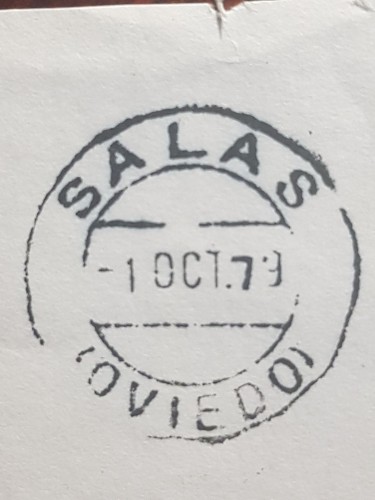 SALAS
-1 OCT.79
(OVIEDO)